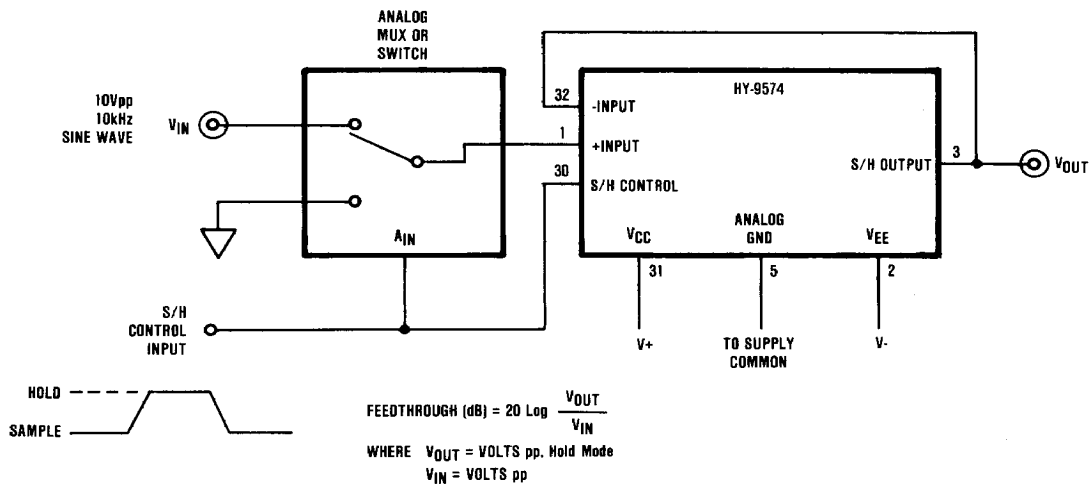 ANALOG
MUX OR
SWITCH
10Vpp
10kHz
SINE WAVE
VIN
AIN
32
1
30
HY-9574
-INPUT
+INPUT
S/H CONTROL
S/H OUTPUT
3
VOUT
VCC
ANALOG
GND
VEE
31
5
2
V+
TO SUPPLY
COMMON
V-
S/H
CONTROL
INPUT
HOLD
SAMPLE
FEEDTHROUGH (dB) = 20 Log VOUT / VIN
WHERE VOUT = VOLTS pp, Hold Mode
VIN = VOLTS pp